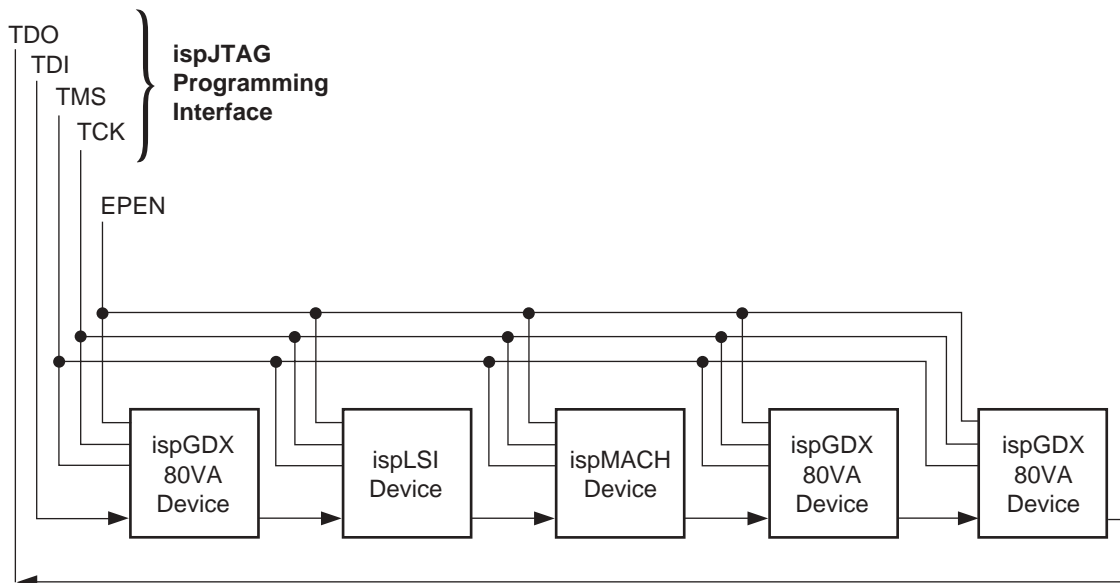 TDO
TDI
TMS
TCK
ispJTAG
Programming
Interface
EPEN
ispGDX
80VA
Device
ispLSI
Device
ispMACH
Device
ispGDX
80VA
Device
ispGDX
80VA
Device